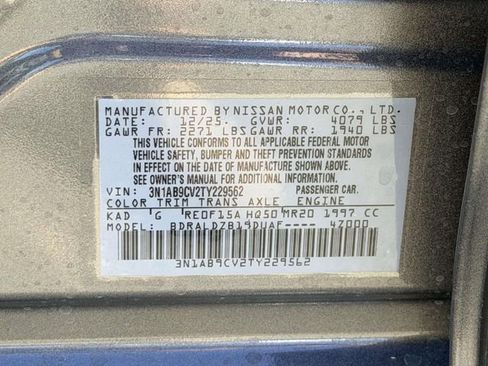 MANUFACTURED BY NISSAN MOTOR CO., LTD.
DATE: 12/25. GVWR: 4079 LBS
GAWR FR: 2271 LBS GAWR RR: 1940 LBS
THIS VEHICLE CONFORMS TO ALL APPLICABLE FEDERAL MOTOR
VEHICLE SAFETY, BUMPER AND THEFT PREVENTION STANDARDS
IN EFFECT ON THE DATE OF MANUFACTURE SHOWN ABOVE.
SEE OWNER'S MANUAL FOR ADDITIONAL INFORMATION.
VIN: 3N1AB9CV2TY229562 PASSENGER CAR.
COLOR TRIM TRANS AXLE ENGINE
KAD 'G 'RE0F15A HQ50 MR20 1997 CC
MODEL: BDRALDZB19DUAF---- 4Z000
3N1AB9CV2TY229562